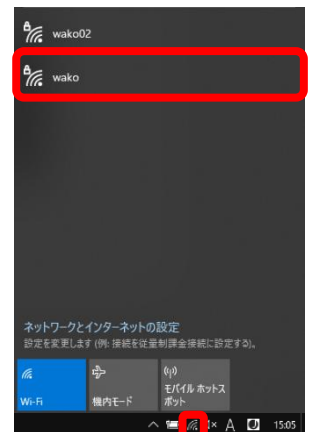 wako02
wako
ネットワークとインターネットの設定
設定を変更します (例: 接続を従量制課金接続に設定する)。
Wi-Fi
機内モード
モバイル ホットス
ポット
A
15:05